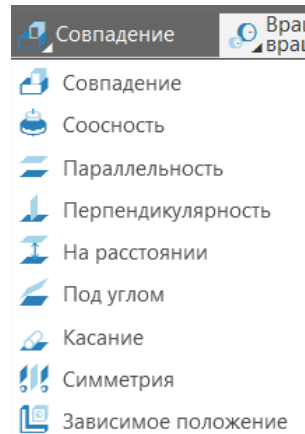 Совпадение
Совпадение
Соосность
Параллельность
Перпендикулярность
На расстоянии
Под углом
Касание
Симметрия
Зависимое положение